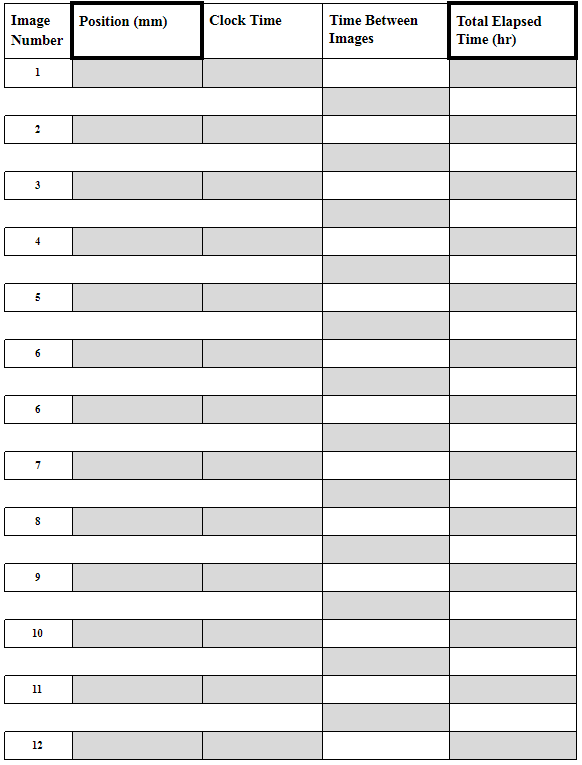 Image Number
Position (mm)
Clock Time
Time Between Images
Total Elapsed Time (hr)
1
2
3
4
5
6
6
7
8
9
10
11
12